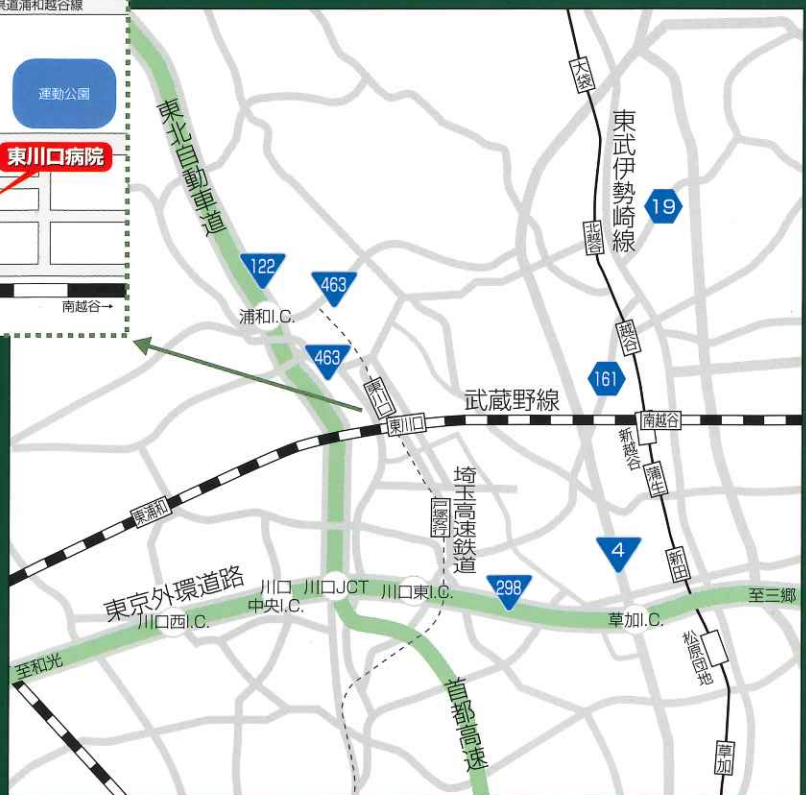 県道浦和越谷線
運動公園
東川口病院
南越谷→
東北自動車道
大袋
東武伊勢崎線
19
北越谷
122
463
浦和I.C.
越谷
463
161
東川口
武蔵野線
東川口
南越谷
新越谷
蒲生
東浦和
埼玉高速鉄道
戸塚安行
4
新田
東京外環道路
川口
中央I.C.
川口JCT
川口東I.C.
298
至三郷
川口西I.C.
草加I.C.
至和光
松原団地
首都高速
草加